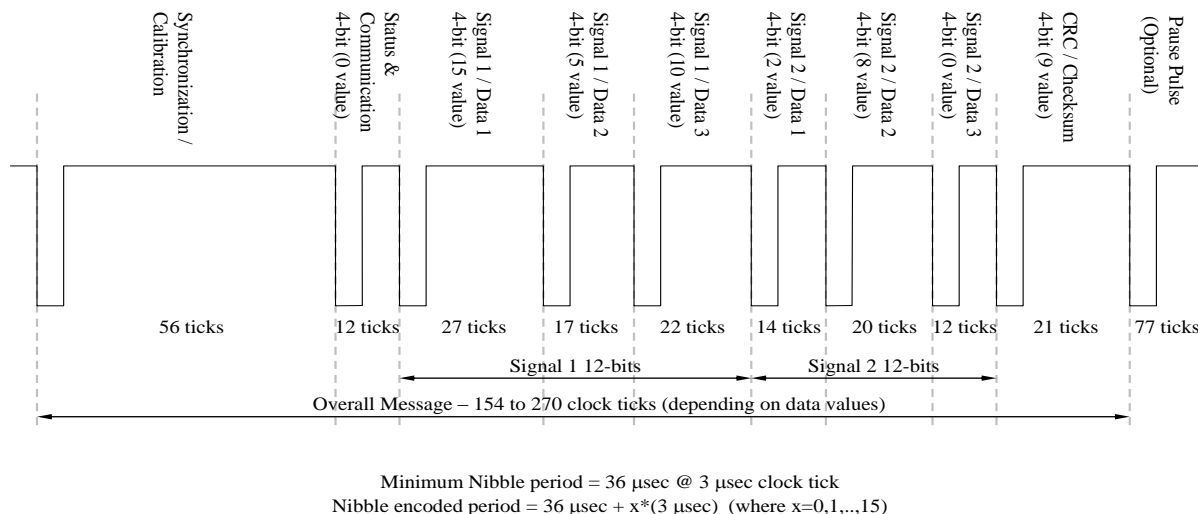 Synchronization /
Calibration
Status &
Communication
4-bit (0 value)
Signal 1 / Data 1
4-bit (15 value)
Signal 1 / Data 2
4-bit (5 value)
Signal 1 / Data 3
4-bit (10 value)
Signal 2 / Data 1
4-bit (2 value)
Signal 2 / Data 2
4-bit (8 value)
Signal 2 / Data 3
4-bit (0 value)
CRC / Checksum
4-bit (9 value)
Pause Pulse
(Optional)
56 ticks
12 ticks
27 ticks
17 ticks
22 ticks
14 ticks
20 ticks
12 ticks
21 ticks
77 ticks
Signal 1 12-bits
Signal 2 12-bits
Overall Message – 154 to 270 clock ticks (depending on data values)
Minimum Nibble period = 36 μsec @ 3 μsec clock tick
Nibble encoded period = 36 μsec + x*(3 μsec) (where x=0,1,..,15)